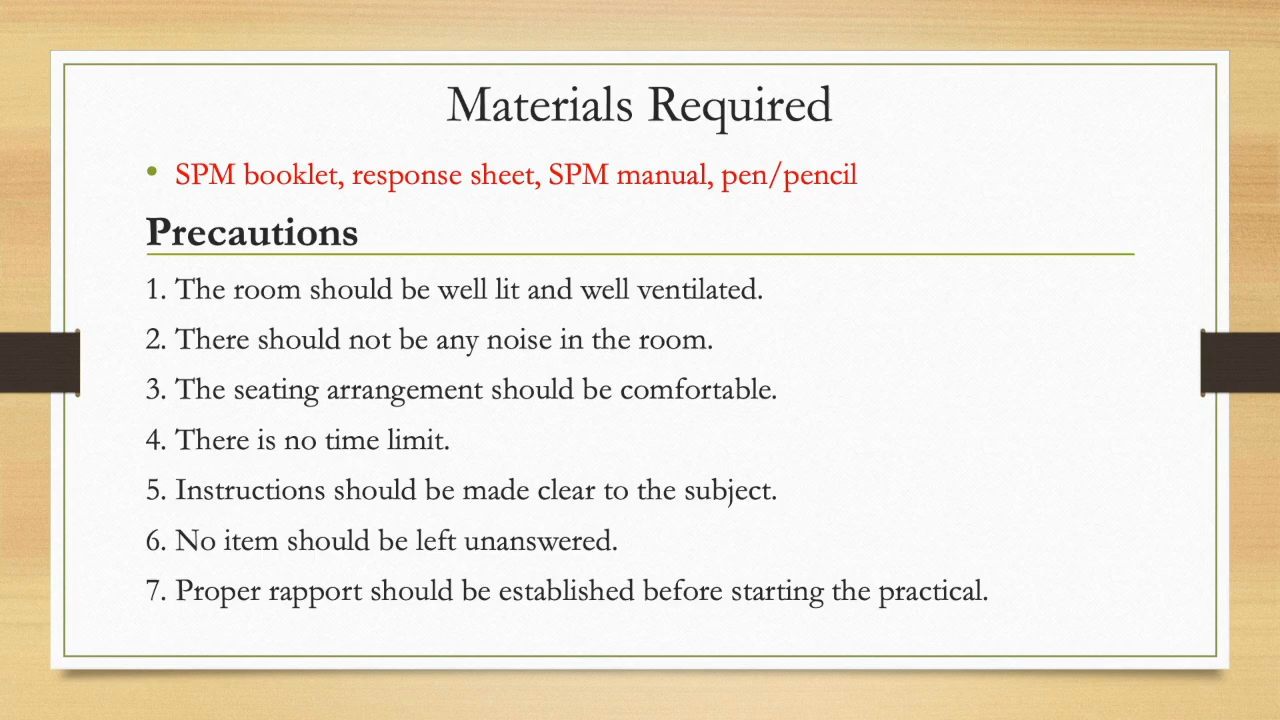 Materials Required
• SPM booklet, response sheet, SPM manual, pen/pencil
Precautions
1. The room should be well lit and well ventilated.
2. There should not be any noise in the room.
3. The seating arrangement should be comfortable.
4. There is no time limit.
5. Instructions should be made clear to the subject.
6. No item should be left unanswered.
7. Proper rapport should be established before starting the practical.